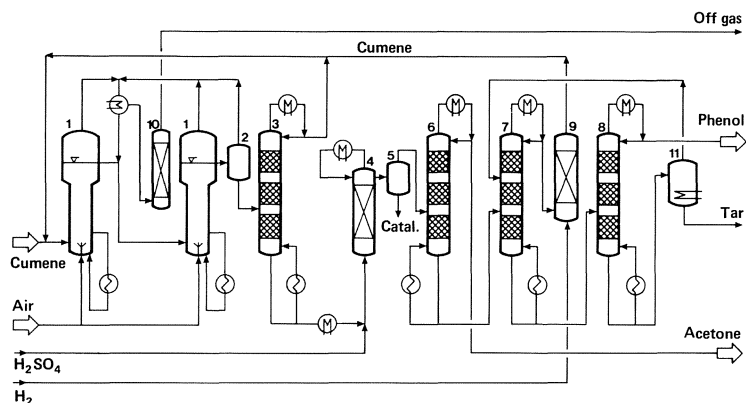 Off gas
Cumene
1
10
1
2
3
4
5
6
7
9
8
11
Phenol
Catal.
Tar
Cumene
Air
Acetone
H₂SO₄
H₂